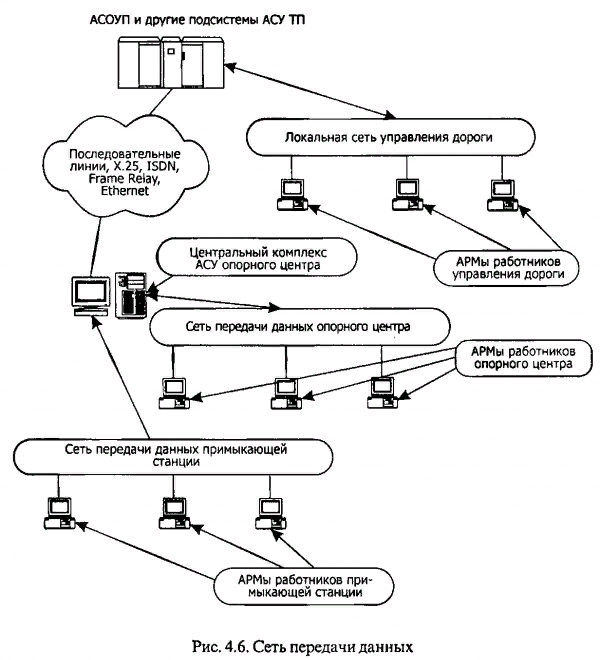 АСОУП и другие подсистемы АСУ ТП
Локальная сеть управления дороги
Последовательные
линии, X.25, ISDN,
Frame Relay,
Ethernet
АРМы работников
управления дороги
Центральный комплекс
АСУ опорного центра
Сеть передачи данных опорного центра
АРМы работников
опорного центра
Сеть передачи данных примыкающей
станции
АРМы работников при-
мыкающей станции
Рис. 4.6. Сеть передачи данных